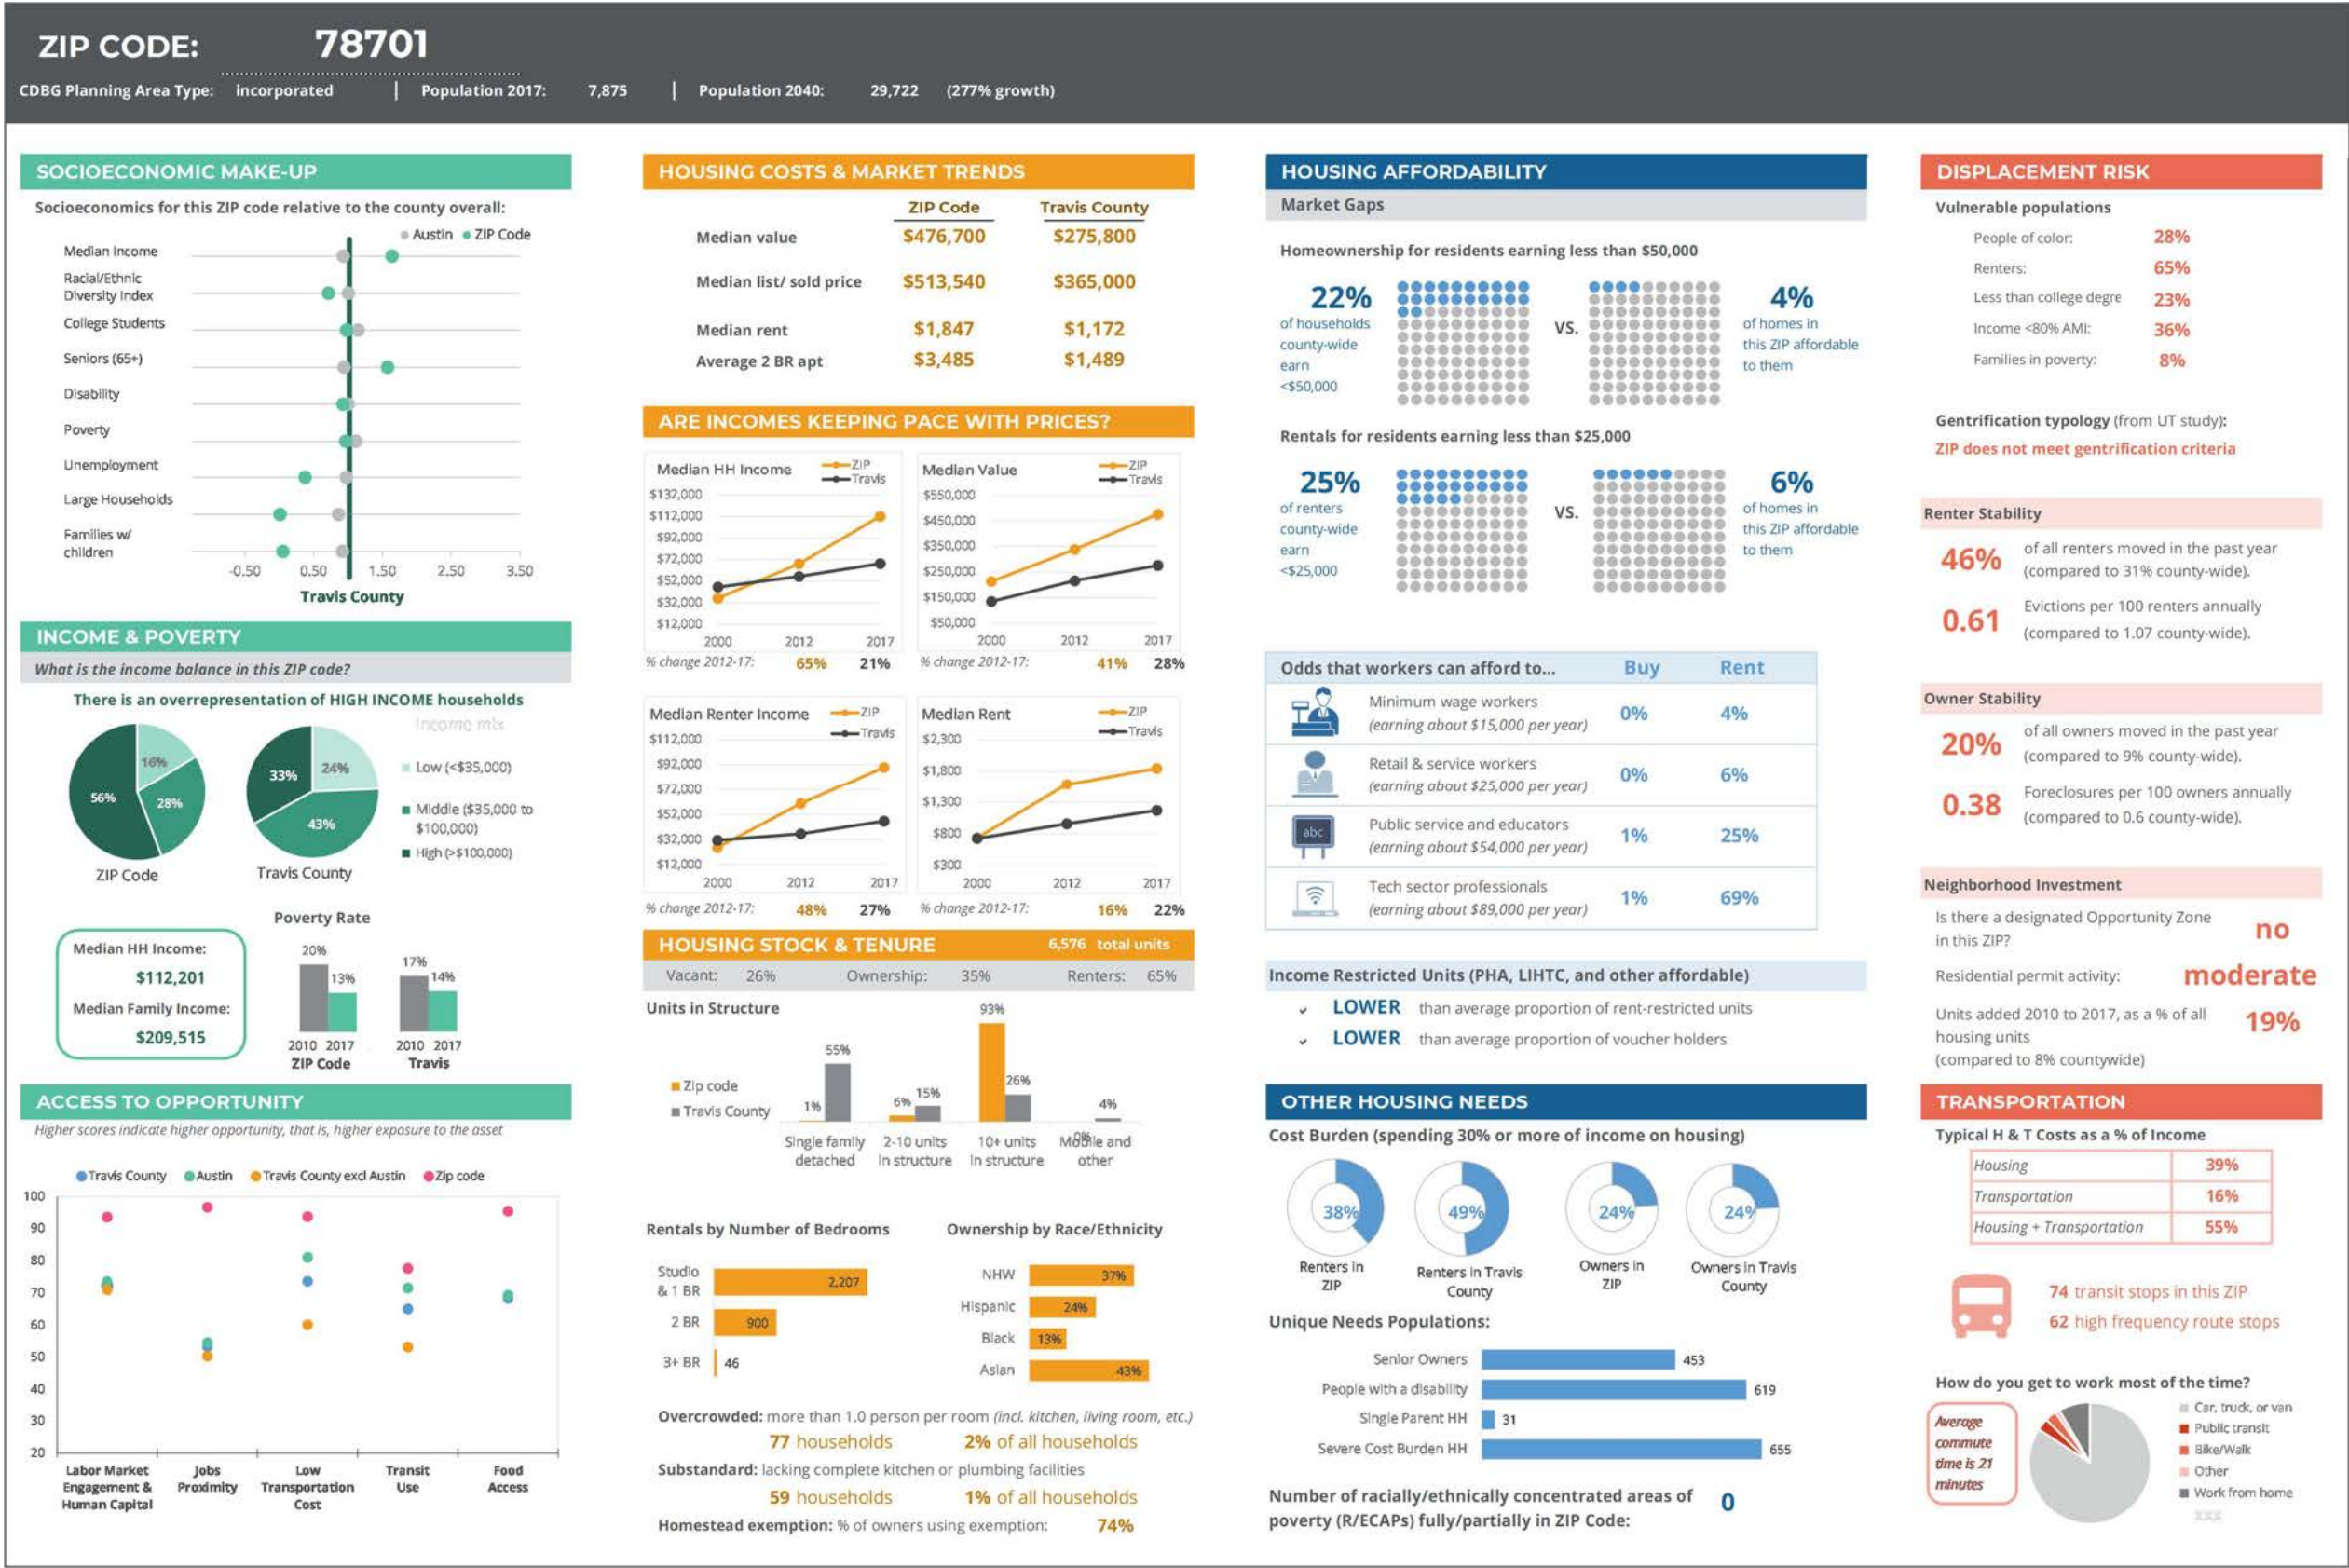 ZIP CODE: 78701
CDBG Planning Area Type: incorporated | Population 2017: 7,875 | Population 2040: 29,722 (277% growth)
SOCIOECONOMIC MAKE-UP
Socioeconomics for this ZIP code relative to the county overall:
Austin ZIP Code
Median Income
Racial/Ethnic
Diversity Index
College Students
Seniors (65+)
Disability
Poverty
Unemployment
Large Households
Families w/
children
-0.50 0.50 1.50 2.50 3.50
Travis County
INCOME & POVERTY
What is the income balance in this ZIP code?
There is an overrepresentation of HIGH INCOME households
Income mix
16%
28%
56%
ZIP Code
24%
43%
33%
Travis County
Low (<$35,000)
Middle ($35,000 to
$100,000)
High (>$100,000)
Median HH Income:
$112,201
Median Family Income:
$209,515
Poverty Rate
20% 13% 17% 14%
2010 2017 2010 2017
ZIP Code Travis
ACCESS TO OPPORTUNITY
Higher scores indicate higher opportunity, that is, higher exposure to the asset
Travis County Austin Travis County excl Austin Zip code
100
90
80
70
60
50
40
30
20
Labor Market
Engagement &
Human Capital
Jobs
Proximity
Low
Transportation
Cost
Transit
Use
Food
Access
HOUSING COSTS & MARKET TRENDS
ZIP Code Travis County
Median value $476,700 $275,800
Median list/ sold price $513,540 $365,000
Median rent $1,847 $1,172
Average 2 BR apt $3,485 $1,489
ARE INCOMES KEEPING PACE WITH PRICES?
Median HH Income
ZIP
Travis
$132,000
$112,000
$92,000
$72,000
$52,000
$32,000
$12,000
2000 2012 2017
% change 2012-17: 65% 21%
Median Value
ZIP
Travis
$550,000
$450,000
$350,000
$250,000
$150,000
$50,000
2000 2012 2017
% change 2012-17: 41% 28%
Median Renter Income
ZIP
Travis
$112,000
$92,000
$72,000
$52,000
$32,000
$12,000
2000 2012 2017
% change 2012-17: 48% 27%
Median Rent
ZIP
Travis
$2,300
$1,800
$1,300
$800
$300
2000 2012 2017
% change 2012-17: 16% 22%
HOUSING STOCK & TENURE 6,576 total units
Vacant: 26% Ownership: 35% Renters: 65%
Units in Structure
Zip code
Travis County
1% 55%
6% 15%
93% 26%
0% 4%
Single family
detached
2-10 units
in structure
10+ units
in structure
Mobile and
other
Rentals by Number of Bedrooms
Studio
& 1 BR
2,207
2 BR 900
3+ BR 46
Ownership by Race/Ethnicity
NHW 37%
Hispanic 24%
Black 13%
Asian 43%
Overcrowded: more than 1.0 person per room (incl. kitchen, living room, etc.)
77 households 2% of all households
Substandard: lacking complete kitchen or plumbing facilities
59 households 1% of all households
Homestead exemption: % of owners using exemption: 74%
HOUSING AFFORDABILITY
Market Gaps
Homeownership for residents earning less than $50,000
22%
of households
county-wide
earn
<$50,000
VS.
4%
of homes in
this ZIP affordable
to them
Rentals for residents earning less than $25,000
25%
of renters
county-wide
earn
<$25,000
VS.
6%
of homes in
this ZIP affordable
to them
Odds that workers can afford to... Buy Rent
Minimum wage workers
(earning about $15,000 per year) 0% 4%
Retail & service workers
(earning about $25,000 per year) 0% 6%
abc
Public service and educators
(earning about $54,000 per year) 1% 25%
Tech sector professionals
(earning about $89,000 per year) 1% 69%
Income Restricted Units (PHA, LIHTC, and other affordable)
LOWER than average proportion of rent-restricted units
LOWER than average proportion of voucher holders
OTHER HOUSING NEEDS
Cost Burden (spending 30% or more of income on housing)
38% 49% 24% 24%
Renters in
ZIP
Renters in Travis
County
Owners in
ZIP
Owners in Travis
County
Unique Needs Populations:
Senior Owners 453
People with a disability 619
Single Parent HH 31
Severe Cost Burden HH 655
Number of racially/ethnically concentrated areas of
poverty (R/ECAPs) fully/partially in ZIP Code: 0
DISPLACEMENT RISK
Vulnerable populations
People of color: 28%
Renters: 65%
Less than college degre 23%
Income <80% AMI: 36%
Families in poverty: 8%
Gentrification typology (from UT study):
ZIP does not meet gentrification criteria
Renter Stability
46% of all renters moved in the past year
(compared to 31% county-wide).
0.61 Evictions per 100 renters annually
(compared to 1.07 county-wide).
Owner Stability
20% of all owners moved in the past year
(compared to 9% county-wide).
0.38 Foreclosures per 100 owners annually
(compared to 0.6 county-wide).
Neighborhood Investment
Is there a designated Opportunity Zone
in this ZIP? no
Residential permit activity: moderate
Units added 2010 to 2017, as a % of all
housing units
(compared to 8% countywide) 19%
TRANSPORTATION
Typical H & T Costs as a % of Income
Housing 39%
Transportation 16%
Housing + Transportation 55%
74 transit stops in this ZIP
62 high frequency route stops
How do you get to work most of the time?
Average
commute
time is 21
minutes
Car, truck, or van
Public transit
Bike/Walk
Other
Work from home
xxx